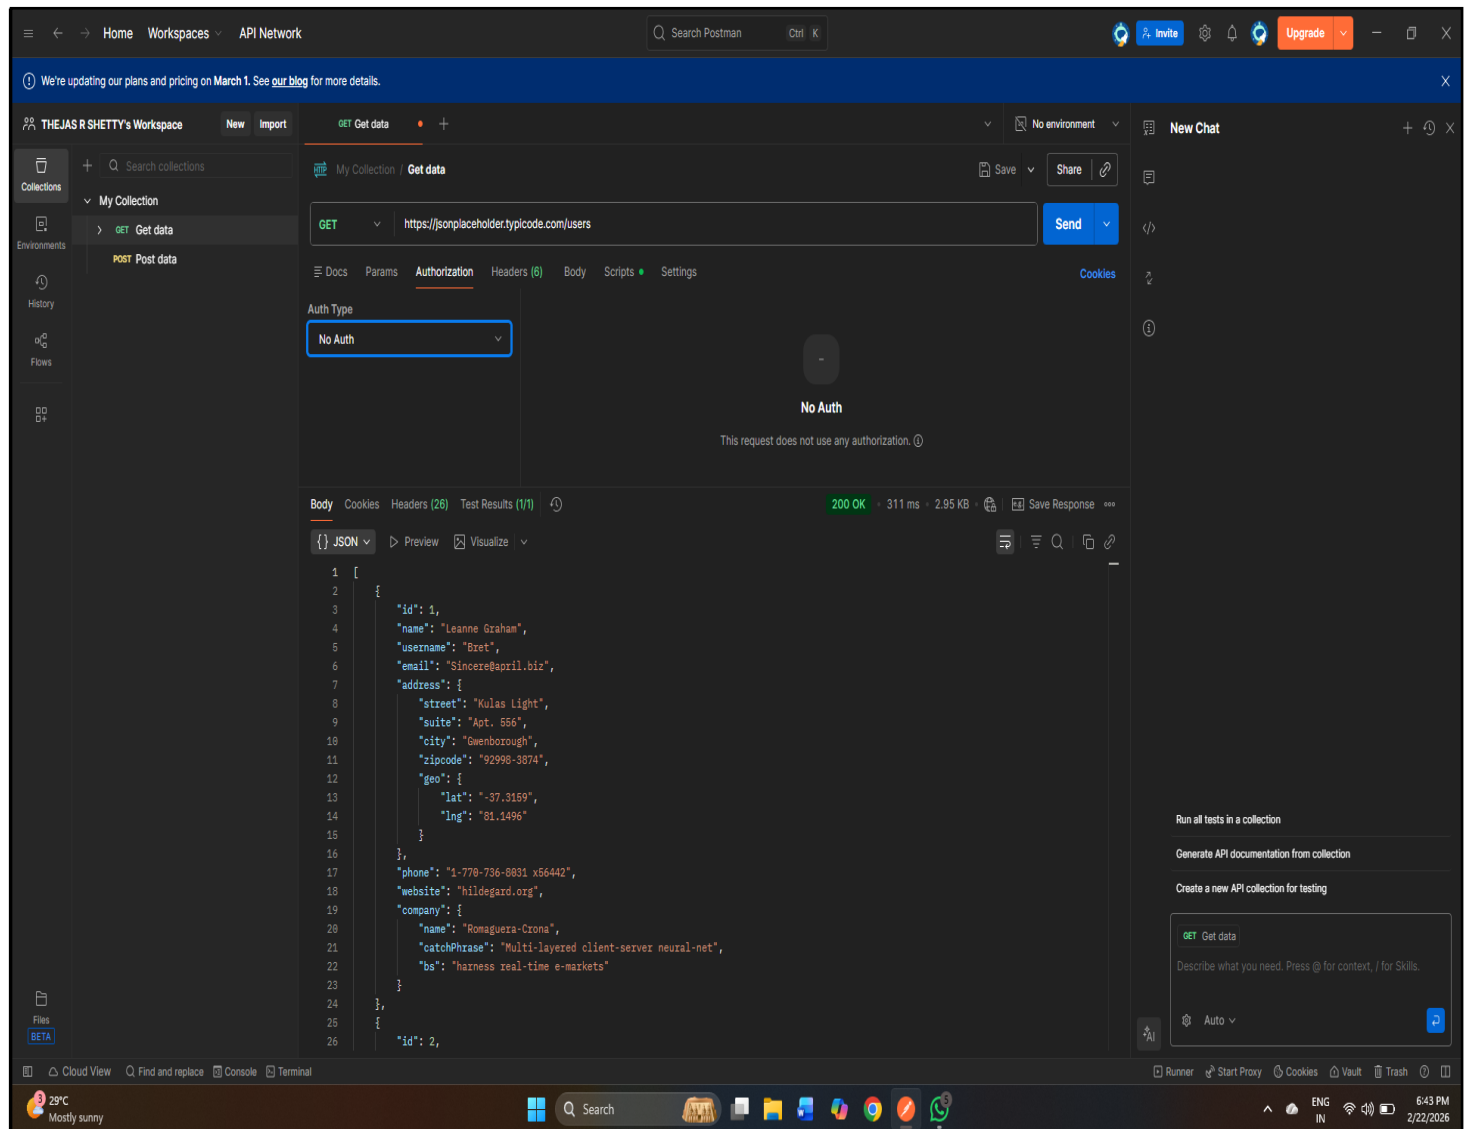 Home Workspaces API Network Search Postman Ctrl K Invite Upgrade
We're updating our plans and pricing on March 1. See our blog for more details.
THEJAS R SHETTY's Workspace New Import GET Get data No environment New Chat
Collections Search collections
My Collection / Get data Save Share
My Collection
GET Get data
POST Post data
Environments
History
Flows
GET https://jsonplaceholder.typicode.com/users Send
Docs Params Authorization Headers (6) Body Scripts Settings Cookies
Auth Type
No Auth
No Auth
This request does not use any authorization.
Body Cookies Headers (26) Test Results (1/1) 200 OK 311 ms 2.95 KB e.g. Save Response
{} JSON Preview Visualize
1 [
2 {
3 "id": 1,
4 "name": "Leanne Graham",
5 "username": "Bret",
6 "email": "Sincere@april.biz",
7 "address": {
8 "street": "Kulas Light",
9 "suite": "Apt. 556",
10 "city": "Gwenborough",
11 "zipcode": "92998-3874",
12 "geo": {
13 "lat": "-37.3159",
14 "lng": "81.1496"
15 }
16 },
17 "phone": "1-770-736-8031 x56442",
18 "website": "hildegard.org",
19 "company": {
20 "name": "Romaguera-Crona",
21 "catchPhrase": "Multi-layered client-server neural-net",
22 "bs": "harness real-time e-markets"
23 }
24 },
25 {
26 "id": 2,
Run all tests in a collection
Generate API documentation from collection
Create a new API collection for testing
GET Get data
Describe what you need. Press @ for context, / for Skills.
Auto
AI
Files
BETA
Cloud View Find and replace Console Terminal Runner Start Proxy Cookies Vault Trash
3 29°C
Mostly sunny
Search
5
ENG
IN
6:43 PM
2/22/2026